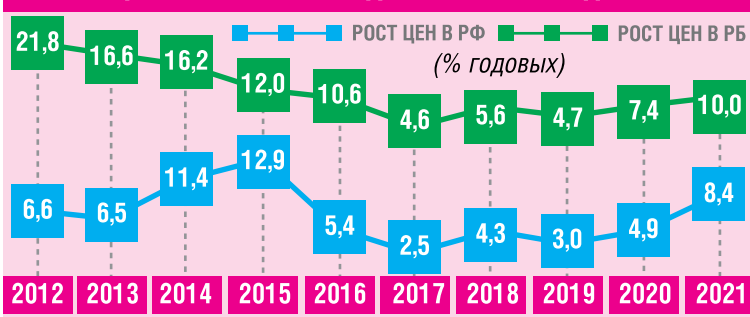 РОСТ ЦЕН В РФ РОСТ ЦЕН В РБ
(% годовых)
21,8 16,6 16,2 12,0 10,6 4,6 5,6 4,7 7,4 10,0
6,6 6,5 11,4 12,9 5,4 2,5 4,3 3,0 4,9 8,4
2012 2013 2014 2015 2016 2017 2018 2019 2020 2021